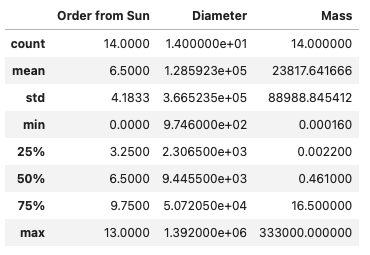 Order from Sun Diameter Mass
count 14.0000 1.400000e+01 14.000000
mean 6.5000 1.285923e+05 23817.641666
std 4.1833 3.665235e+05 88988.845412
min 0.0000 9.746000e+02 0.000160
25% 3.2500 2.306500e+03 0.002200
50% 6.5000 9.445500e+03 0.461000
75% 9.7500 5.072050e+04 16.500000
max 13.0000 1.392000e+06 333000.000000